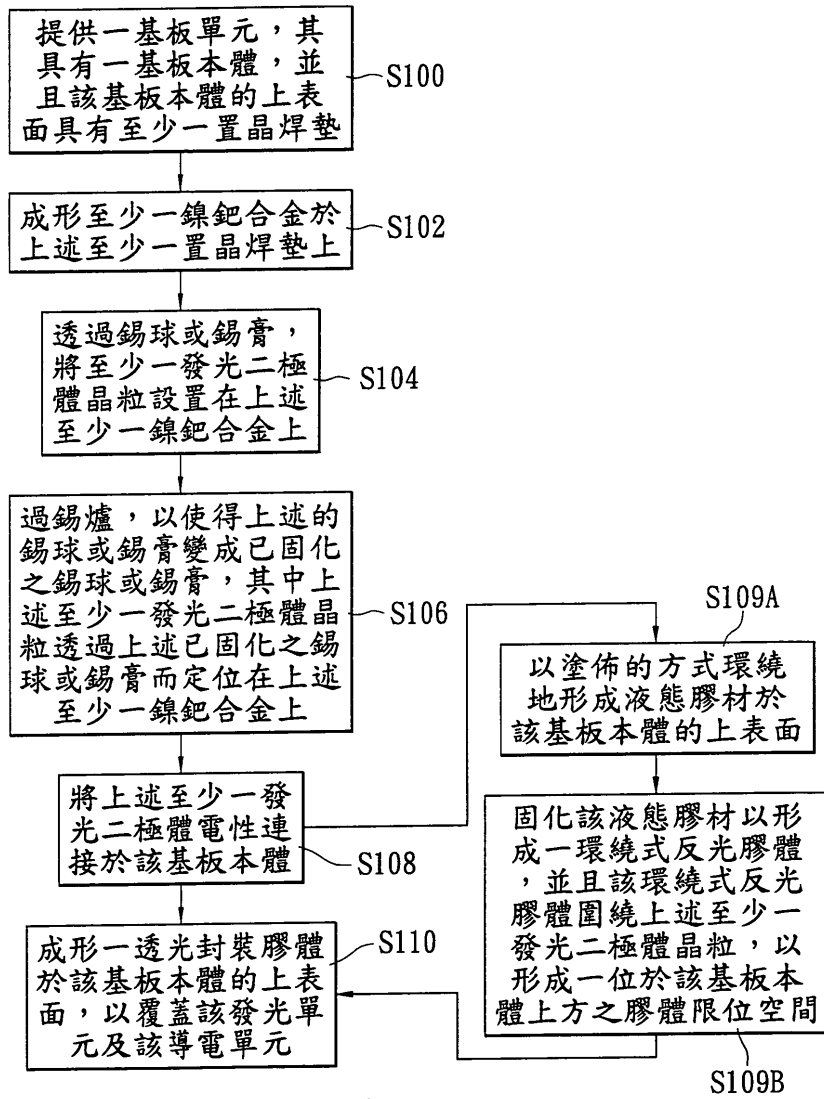 提供一基板單元，其
具有一基板本體，並
且該基板本體的上表
面具有至少一置晶焊墊
S100
成形至少一鎳鈀合金於
上述至少一置晶焊墊上
S102
透過錫球或錫膏，
將至少一發光二極
體晶粒設置在上述
至少一鎳鈀合金上
S104
過錫爐，以使得上述的
錫球或錫膏變成已固化
之錫球或錫膏，其中上
述至少一發光二極體晶
粒透過上述已固化之錫
球或錫膏而定位在上述
至少一鎳鈀合金上
S106
將上述至少一發
光二極體電性連
接於該基板本體
S108
S109A
以塗佈的方式環繞
地形成液態膠材於
該基板本體的上表面
固化該液態膠材以形
成一環繞式反光膠體
，並且該環繞式反光
膠體圍繞上述至少一
發光二極體晶粒，以
形成一位於該基板本
體上方之膠體限位空間
S109B
成形一透光封裝膠體
於該基板本體的上表
面，以覆蓋該發光單
元及該導電單元
S110